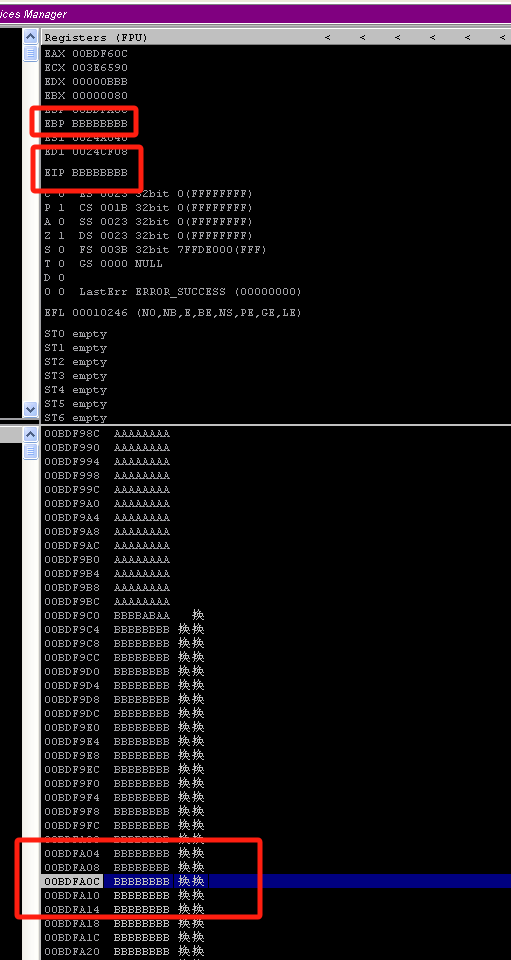 ices Manager
Registers (FPU) < < < < < <
EAX 00BDF60C
ECX 003E6590
EDX 00000BBB
EBX 00000080
EBP BBBBBBBB
EDI 0024CF08
EIP BBBBBBBB
C 0 ES 0023 32bit 0(FFFFFFFF)
P 1 CS 001B 32bit 0(FFFFFFFF)
A 0 SS 0023 32bit 0(FFFFFFFF)
Z 1 DS 0023 32bit 0(FFFFFFFF)
S 0 FS 003B 32bit 7FFDE000(FFF)
T 0 GS 0000 NULL
D 0
O 0 LastErr ERROR_SUCCESS (00000000)
EFL 00010246 (NO,NB,E,BE,NS,PE,GE,LE)
ST0 empty
ST1 empty
ST2 empty
ST3 empty
ST4 empty
ST5 empty
ST6 empty
00BDF98C AAAAAAAA
00BDF990 AAAAAAAA
00BDF994 AAAAAAAA
00BDF998 AAAAAAAA
00BDF99C AAAAAAAA
00BDF9A0 AAAAAAAA
00BDF9A4 AAAAAAAA
00BDF9A8 AAAAAAAA
00BDF9AC AAAAAAAA
00BDF9B0 AAAAAAAA
00BDF9B4 AAAAAAAA
00BDF9B8 AAAAAAAA
00BDF9BC AAAAAAAA
00BDF9C0 BBBBABAA 换
00BDF9C4 BBBBBBBB 换换
00BDF9C8 BBBBBBBB 换换
00BDF9CC BBBBBBBB 换换
00BDF9D0 BBBBBBBB 换换
00BDF9D4 BBBBBBBB 换换
00BDF9D8 BBBBBBBB 换换
00BDF9DC BBBBBBBB 换换
00BDF9E0 BBBBBBBB 换换
00BDF9E4 BBBBBBBB 换换
00BDF9E8 BBBBBBBB 换换
00BDF9EC BBBBBBBB 换换
00BDF9F0 BBBBBBBB 换换
00BDF9F4 BBBBBBBB 换换
00BDF9F8 BBBBBBBB 换换
00BDF9FC BBBBBBBB 换换
BBBBBBBB 换换
00BDFA04 BBBBBBBB 换换
00BDFA08 BBBBBBBB 换换
00BDFA0C BBBBBBBB 换换
00BDFA10 BBBBBBBB 换换
00BDFA14 BBBBBBBB 换换
00BDFA18 BBBBBBBB 换换
00BDFA1C BBBBBBBB 换换
00BDFA20 BBBBBBBB 换换